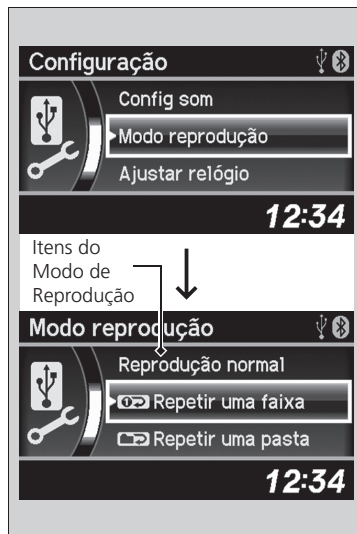 Configuração
Config som
Modo reprodução
Ajustar relógio
12:34
Itens do
Modo de
Reprodução
Modo reprodução
Reprodução normal
Repetir uma faixa
Repetir uma pasta
12:34